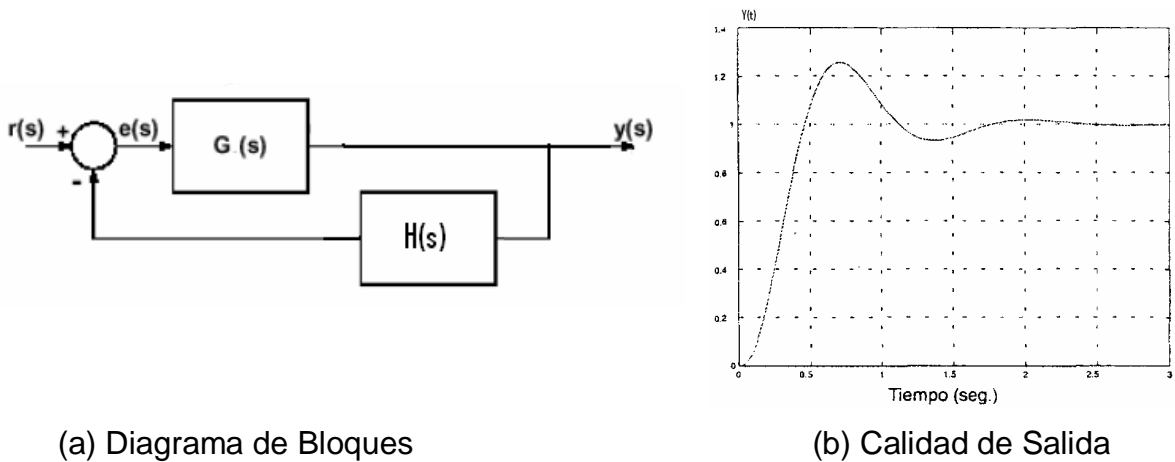 r(s)
+
e(s)
G (s)
y(s)
-
H(s)
Y(t)
1.4
1.2
1
0.8
0.6
0.4
0.2
0
0 0.5 1 1.5 2 2.5 3
Tiempo (seg.)
(a) Diagrama de Bloques
(b) Calidad de Salida